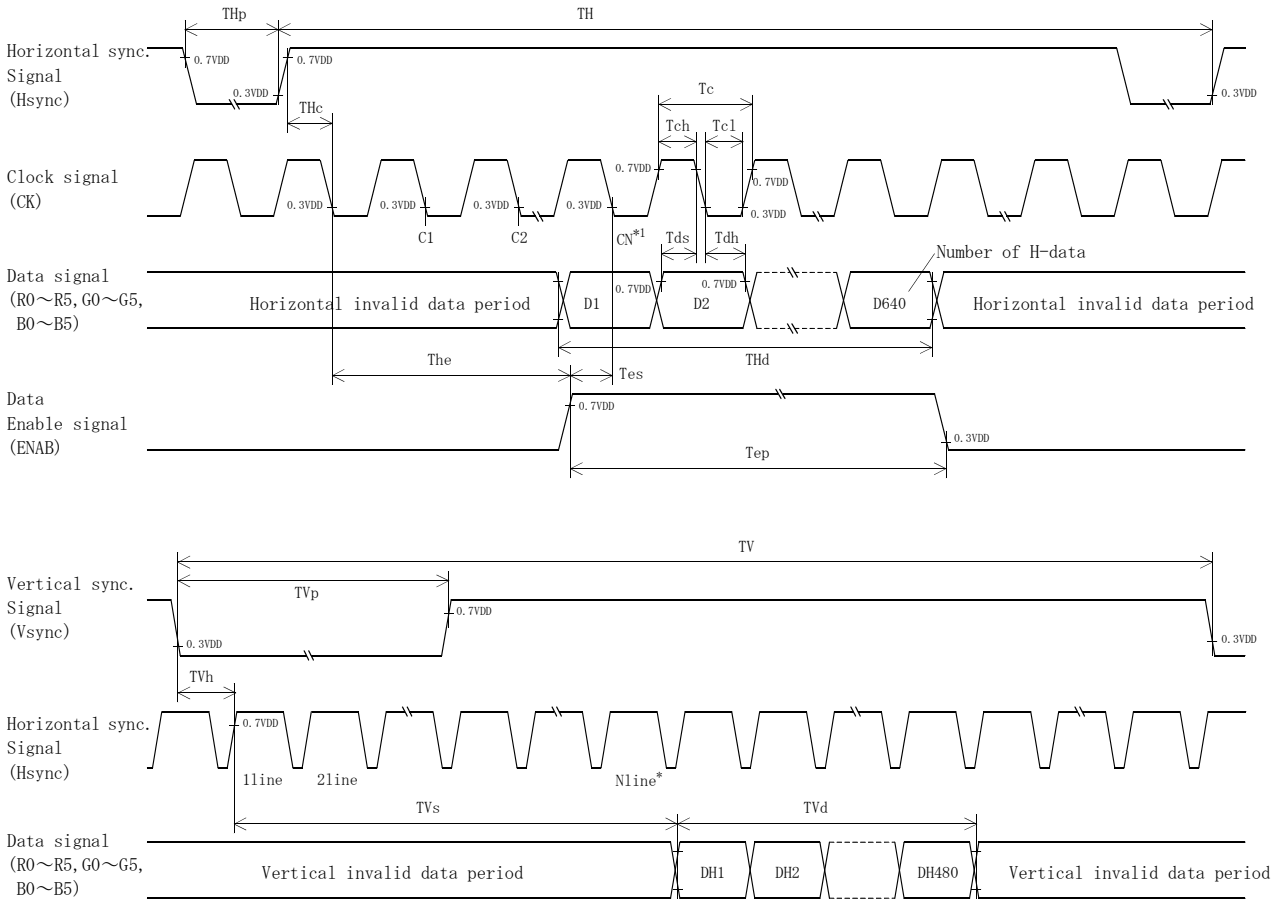 THp
TH
Horizontal sync.
Signal
(Hsync)
0.7VDD
0.7VDD
0.3VDD
0.3VDD
THc
Tc
Tch
Tcl
Clock signal
(CK)
0.7VDD
0.7VDD
0.3VDD
0.3VDD
0.3VDD
0.3VDD
0.3VDD
C1
C2
CN*1
Tds
Tdh
Number of H-data
Data signal
(R0~R5,G0~G5,
B0~B5)
0.7VDD
0.7VDD
Horizontal invalid data period
D1
D2
D640
Horizontal invalid data period
The
Tes
THd
Data
Enable signal
(ENAB)
0.7VDD
0.3VDD
Tep
TV
TVp
Vertical sync.
Signal
(Vsync)
0.7VDD
0.3VDD
0.3VDD
TVh
Horizontal sync.
Signal
(Hsync)
0.7VDD
1line
2line
Nline*
TVs
TVd
Data signal
(R0~R5,G0~G5,
B0~B5)
Vertical invalid data period
DH1
DH2
DH480
Vertical invalid data period